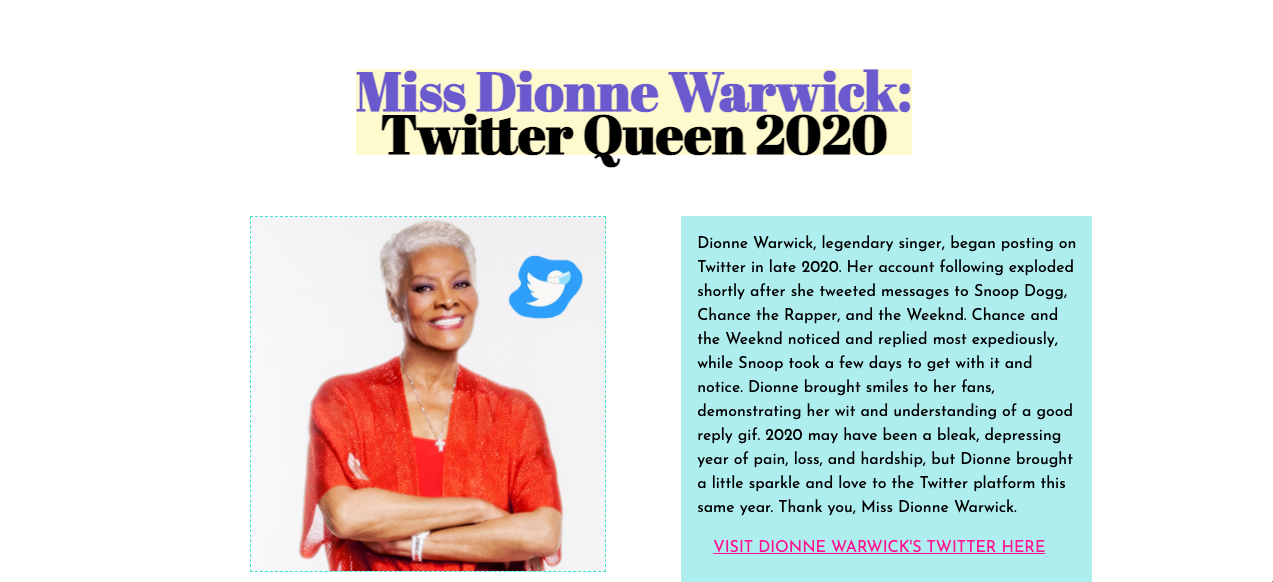 Miss Dionne Warwick:
Twitter Queen 2020
Dionne Warwick, legendary singer, began posting on
Twitter in late 2020. Her account following exploded
shortly after she tweeted messages to Snoop Dogg,
Chance the Rapper, and the Weeknd. Chance and
the Weeknd noticed and replied most expediously,
while Snoop took a few days to get with it and
notice. Dionne brought smiles to her fans,
demonstrating her wit and understanding of a good
reply gif. 2020 may have been a bleak, depressing
year of pain, loss, and hardship, but Dionne brought
a little sparkle and love to the Twitter platform this
same year. Thank you, Miss Dionne Warwick.
VISIT DIONNE WARWICK'S TWITTER HERE